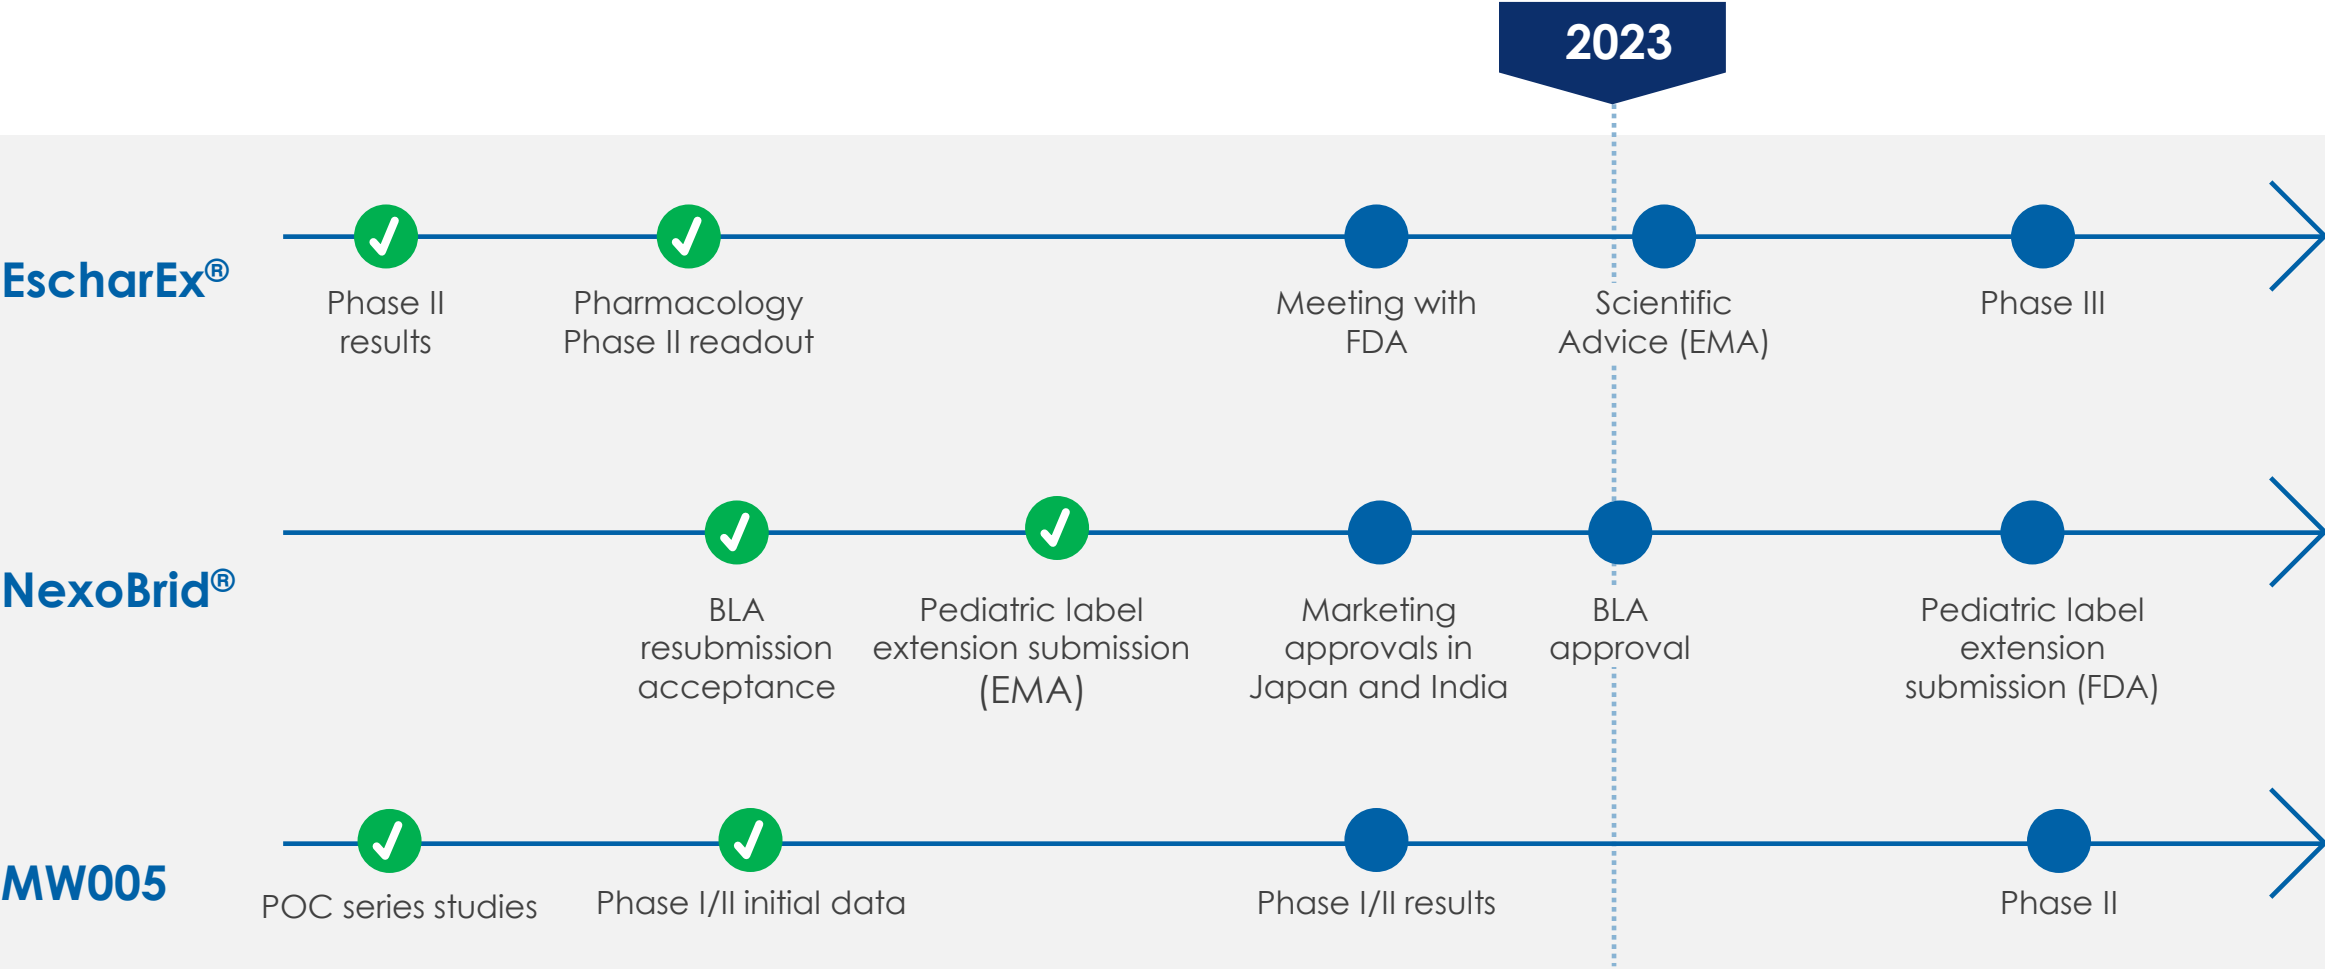 2023
EscharEx®
Phase II
results
Pharmacology
Phase II readout
Meeting with
FDA
Scientific
Advice (EMA)
Phase III
NexoBrid®
BLA
resubmission
acceptance
Pediatric label
extension submission
(EMA)
Marketing
approvals in
Japan and India
BLA
approval
Pediatric label
extension
submission (FDA)
MW005
POC series studies
Phase I/II initial data
Phase I/II results
Phase II